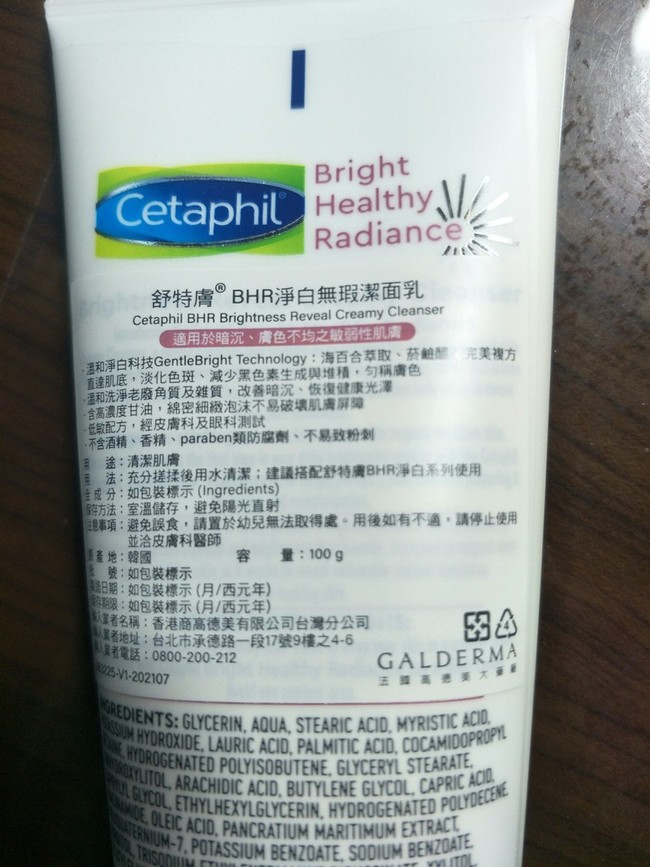 Cetaphil
Bright
Healthy
Radiance
舒特膚® BHR淨白無瑕潔面乳
Cetaphil BHR Brightness Reveal Creamy Cleanser
適用於暗沉、膚色不均之敏弱性肌膚
·溫和淨白科技GentleBright Technology：海百合萃取、菸鹼醯 完美複方
直達肌底，淡化色斑、減少黑色素生成與堆積，勻稱膚色
·溫和洗淨老廢角質及雜質，改善暗沉、恢復健康光澤
·含高濃度甘油，綿密細緻泡沫不易破壞肌膚屏障
·低敏配方，經皮膚科及眼科測試
·不含酒精、香精、paraben類防腐劑、不易致粉刺
用 途：清潔肌膚
用 法：充分搓揉後用水清潔；建議搭配舒特膚BHR淨白系列使用
全成分：如包裝標示 (Ingredients)
保存方法：室溫儲存，避免陽光直射
注意事項：避免誤食，請置於幼兒無法取得處。用後如有不適，請停止使用
並洽皮膚科醫師
原產地：韓國 容 量：100 g
批 號：如包裝標示
製造日期：如包裝標示 (月/西元年)
保存期限：如包裝標示 (月/西元年)
輸入業者名稱：香港商高德美有限公司台灣分公司
輸入業者地址：台北市承德路一段17號9樓之4-6
輸入業者電話：0800-200-212
225-V1-202107
GALDERMA
法國高德美大藥廠
INGREDIENTS: GLYCERIN, AQUA, STEARIC ACID, MYRISTIC ACID,
POTASSIUM HYDROXIDE, LAURIC ACID, PALMITIC ACID, COCAMIDOPROPYL
HYDROGENATED POLYISOBUTENE, GLYCERYL STEARATE,
ARACHIDIC ACID, BUTYLENE GLYCOL, CAPRIC ACID,
GLYCOL, ETHYLHEXYLGLYCERIN, HYDROGENATED POLYDECENE,
OLEIC ACID, PANCRATIUM MARITIMUM EXTRACT,
POTASSIUM BENZOATE, SODIUM BENZOATE,